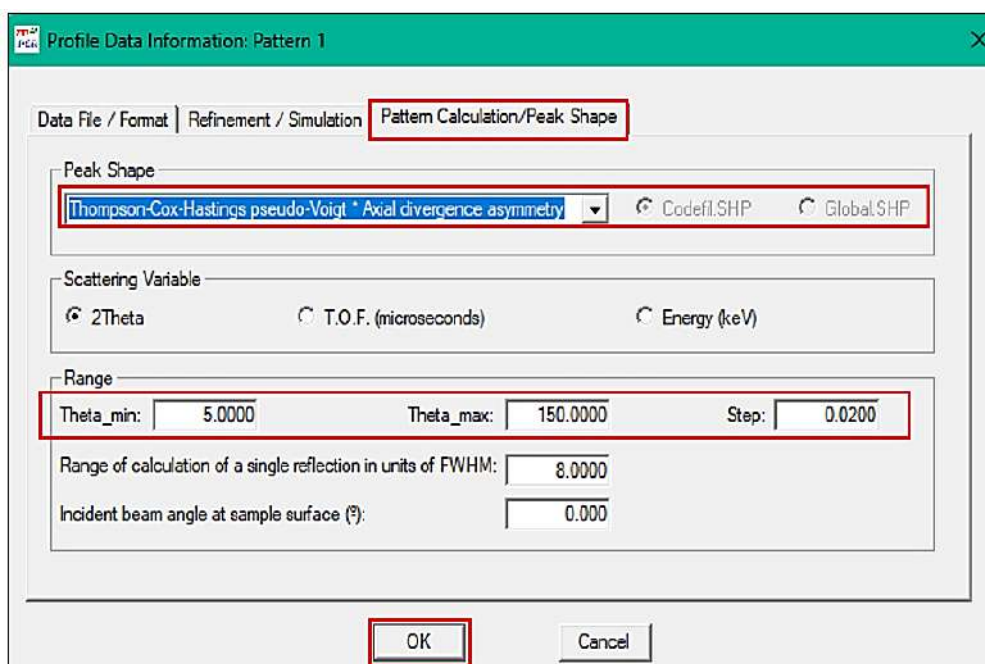 Profile Data Information: Pattern 1
Data File / Format Refinement / Simulation Pattern Calculation/Peak Shape
Peak Shape
Thompson-Cox-Hastings pseudo-Voigt * Axial divergence asymmetry Codefil.SHP Global.SHP
Scattering Variable
2Theta T.O.F. (microseconds) Energy (keV)
Range
Theta_min: 5.0000 Theta_max: 150.0000 Step: 0.0200
Range of calculation of a single reflection in units of FWHM: 8.0000
Incident beam angle at sample surface (º): 0.000
OK Cancel